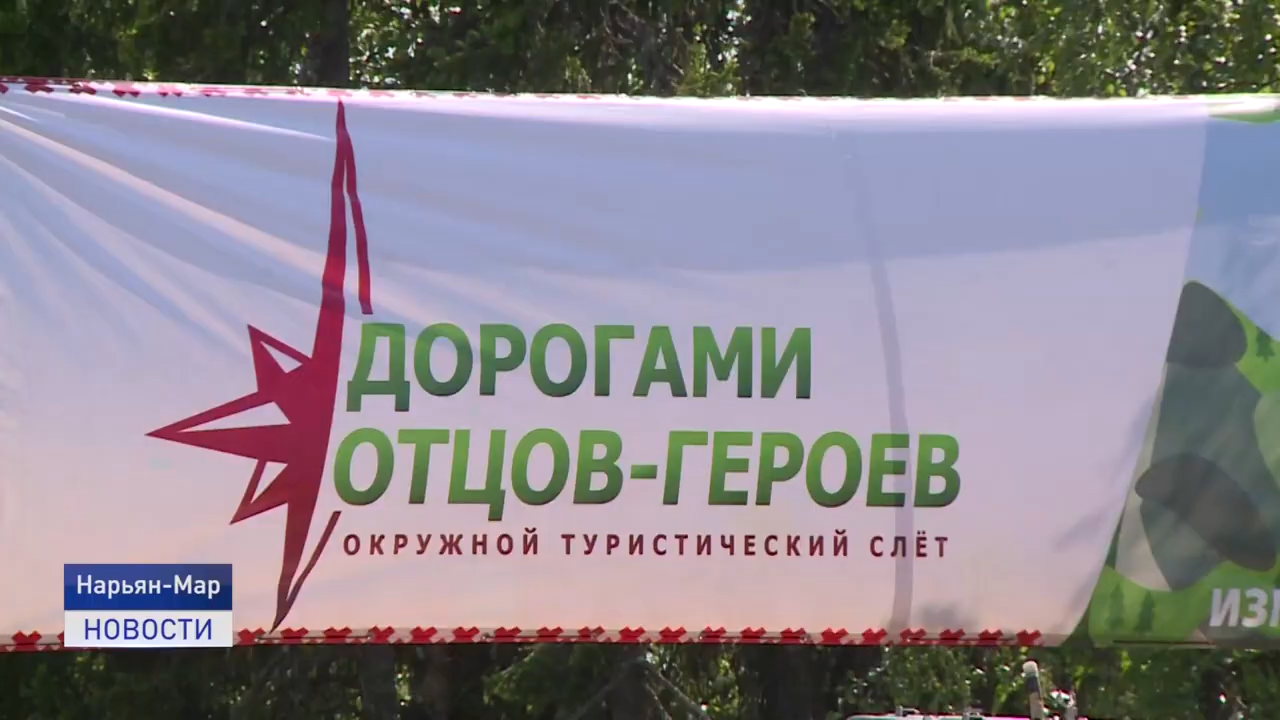 ДОРОГАМИ
ОТЦОВ-ГЕРОЕВ
ОКРУЖНОЙ ТУРИСТИЧЕСКИЙ СЛЁТ
Нарьян-Мар
НОВОСТИ